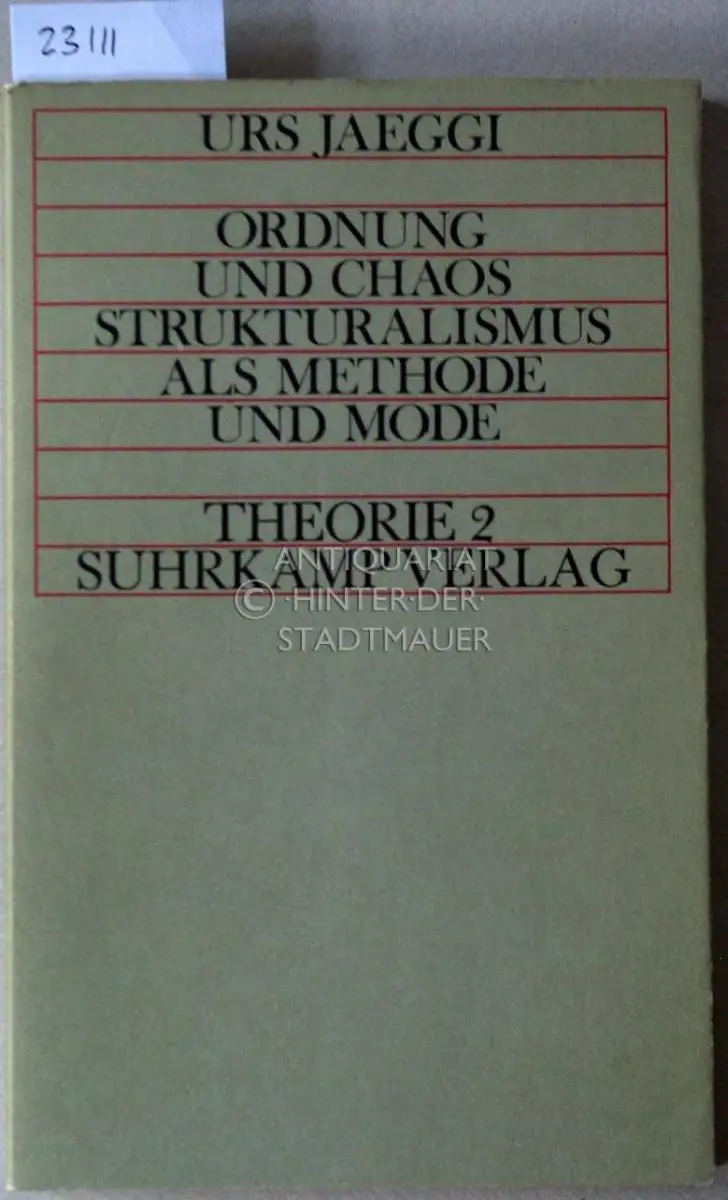 23111
URS JAEGGI
ORDNUNG
UND CHAOS
STRUKTURALISMUS
ALS METHODE
UND MODE
THEORIE 2
SUHRKAMP VERLAG
ANTIQUARIAT
© ·HINTER·DER·
STADTMAUER